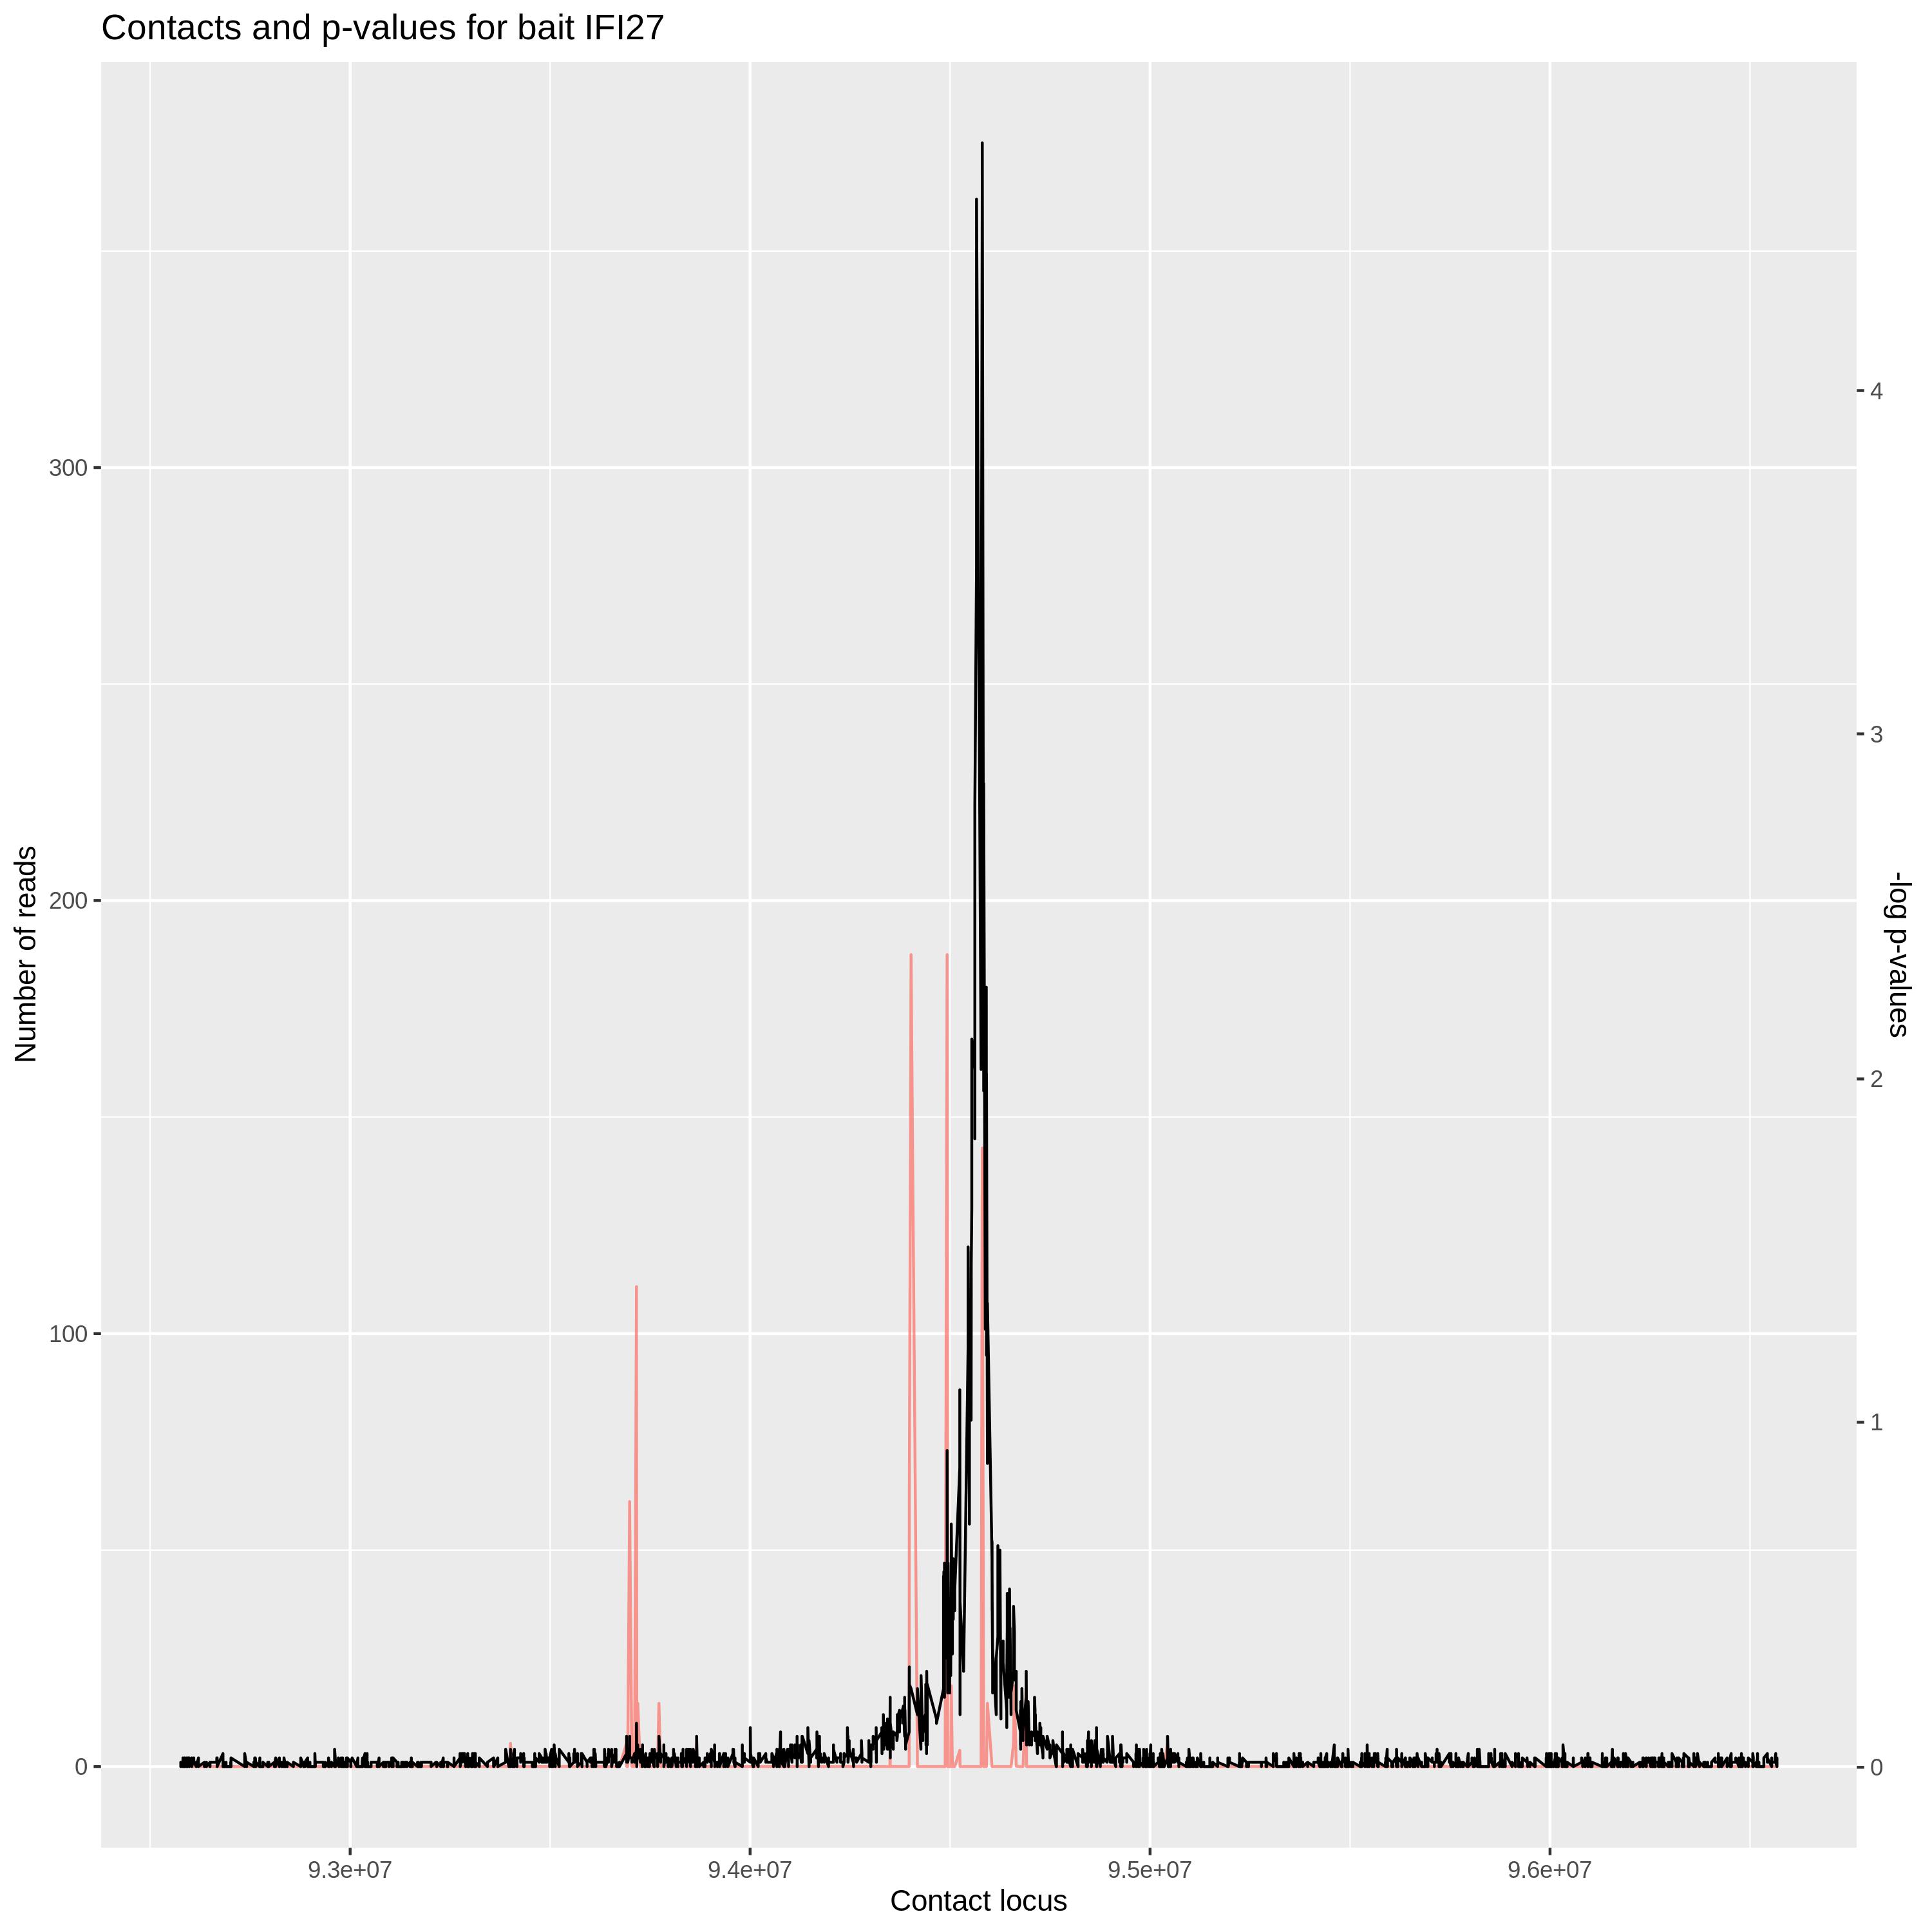 Contacts and p-values for bait IFI27
Number of reads
300
200
100
0
4
3
2
1
0
-log p-values
9.3e+07
9.4e+07
9.5e+07
9.6e+07
Contact locus